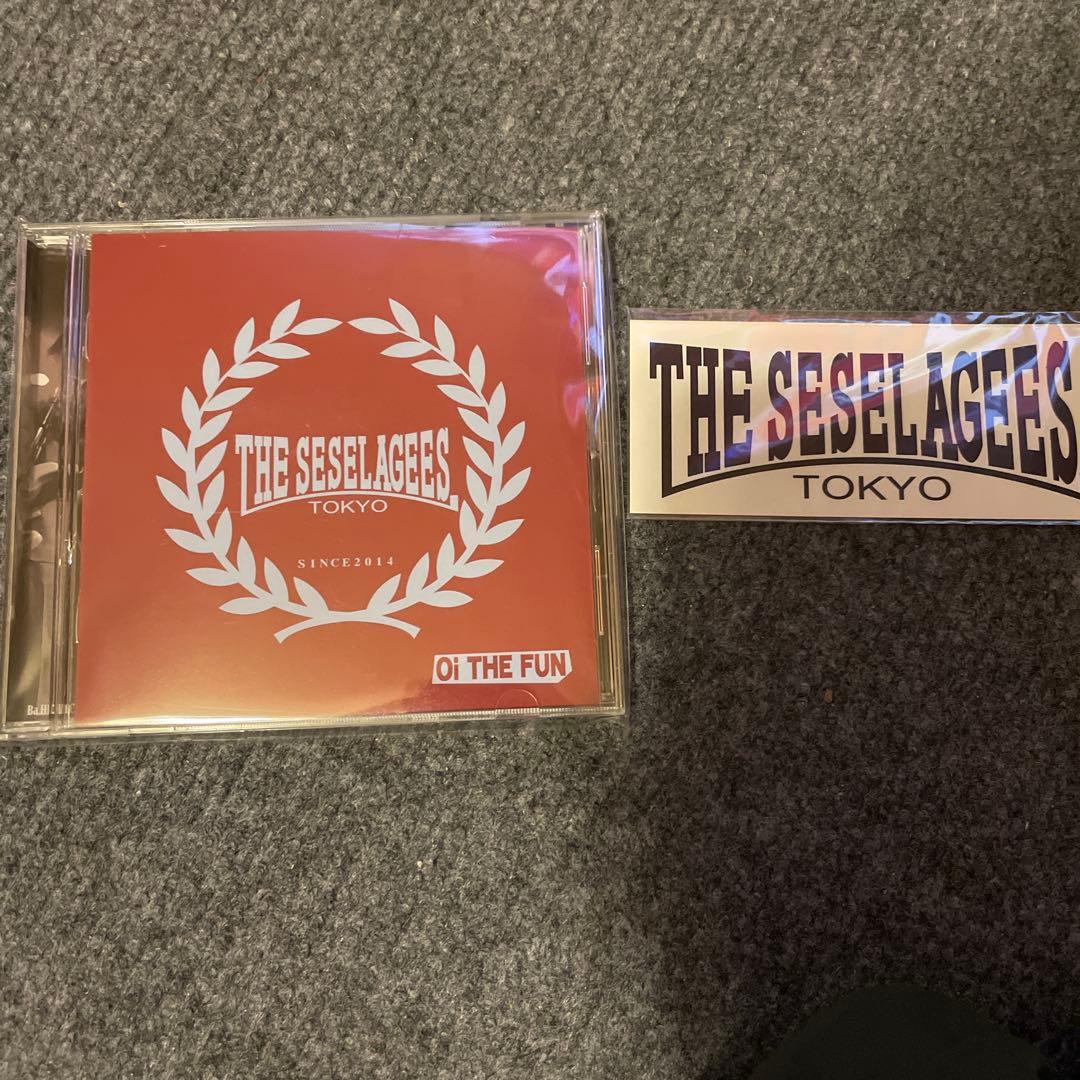 THE SESELAGEES
TOKYO
SINCE2014
Oi THE FUN
THE SESELAGEES
TOKYO